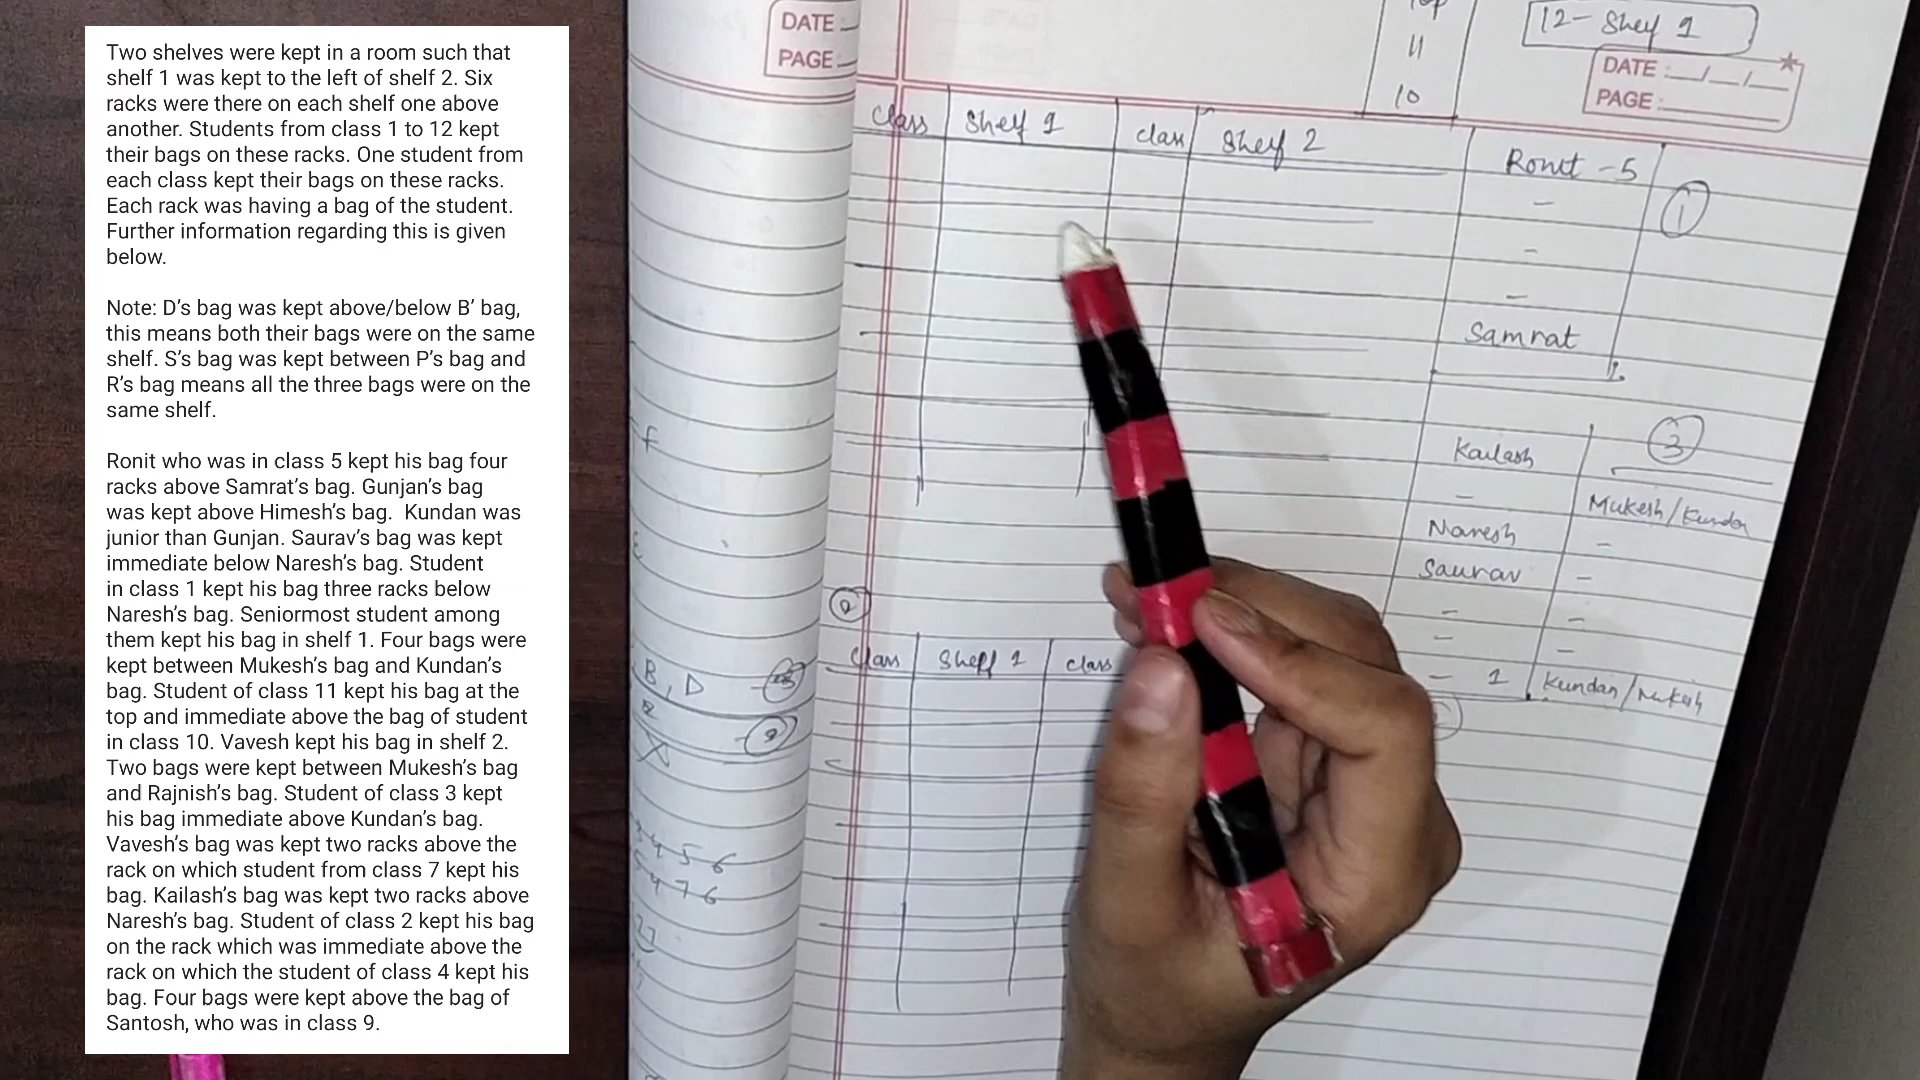 Two shelves were kept in a room such that
shelf 1 was kept to the left of shelf 2. Six
racks were there on each shelf one above
another. Students from class 1 to 12 kept
their bags on these racks. One student from
each class kept their bags on these racks.
Each rack was having a bag of the student.
Further information regarding this is given
below.
Note: D's bag was kept above/below B' bag,
this means both their bags were on the same
shelf. S's bag was kept between P's bag and
R's bag means all the three bags were on the
same shelf.
Ronit who was in class 5 kept his bag four
racks above Samrat's bag. Gunjan's bag
was kept above Himesh's bag.  Kundan was
junior than Gunjan. Saurav's bag was kept
immediate below Naresh's bag. Student
in class 1 kept his bag three racks below
Naresh's bag. Seniormost student among
them kept his bag in shelf 1. Four bags were
kept between Mukesh's bag and Kundan's
bag. Student of class 11 kept his bag at the
top and immediate above the bag of student
in class 10. Vavesh kept his bag in shelf 2.
Two bags were kept between Mukesh's bag
and Rajnish's bag. Student of class 3 kept
his bag immediate above Kundan's bag.
Vavesh's bag was kept two racks above the
rack on which student from class 7 kept his
bag. Kailash's bag was kept two racks above
Naresh's bag. Student of class 2 kept his bag
on the rack which was immediate above the
rack on which the student of class 4 kept his
bag. Four bags were kept above the bag of
Santosh, who was in class 9.
DATE
PAGE:
11
10
12- Shelf 1
DATE :
PAGE :
class Shelf 1 class Shelf 2
Ronit -5
1
Samrat
Kailash
3
Mukesh/Kundan
Naresh
Saurav
1 Kundan/Mukesh
2
Class Shelf 1 class
B, D
3 4 5 6
5 4 7 6